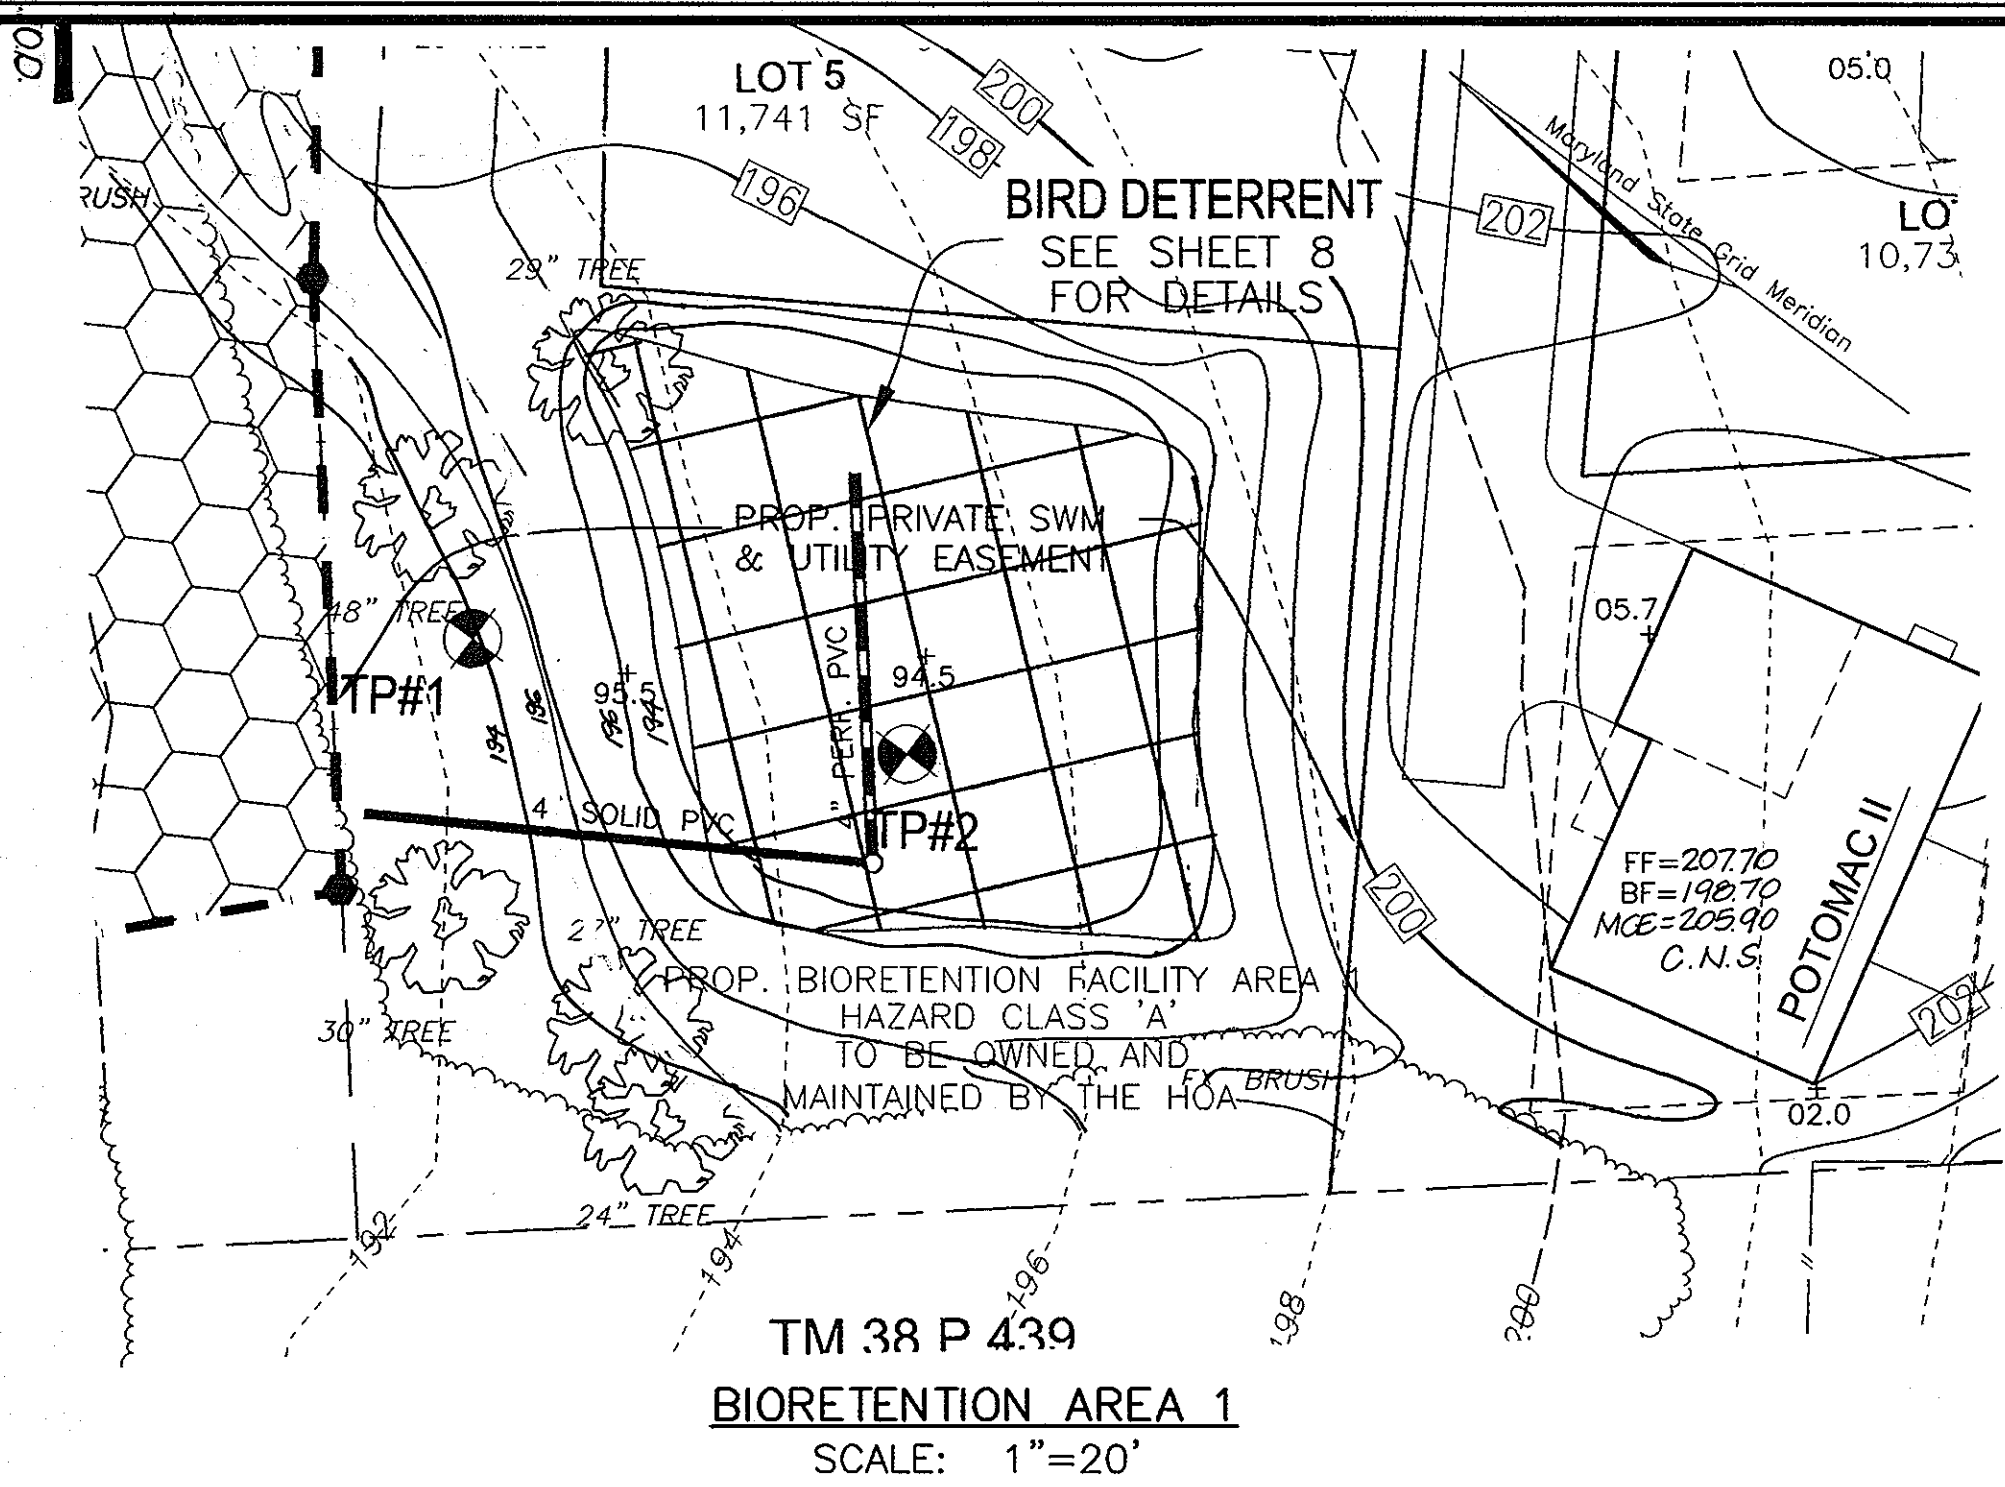 O.D.
LOT 5
11,741 SF
200
198
196
BIRD DETERRENT
SEE SHEET 8
FOR DETAILS
202
Maryland State Grid Meridian
05.0
LO
10,73
RUSH
29" TREE
PROP. PRIVATE SWM
& UTILITY EASEMENT
48" TREE
TP#1
194
196
95.5
196
194
4" PERF. PVC
94.5
TP#2
4" SOLID PVC
05.7
FF=207.70
BF=198.70
MCE=205.90
C.N.S.
POTOMAC II
200
202
27" TREE
30" TREE
PROP. BIORETENTION FACILITY AREA 1
HAZARD CLASS 'A'
TO BE OWNED AND
MAINTAINED BY THE HOA
EX BRUSH
02.0
24" TREE
192
194
196
198
200
TM 38 P 439
BIORETENTION AREA 1
SCALE: 1"=20'